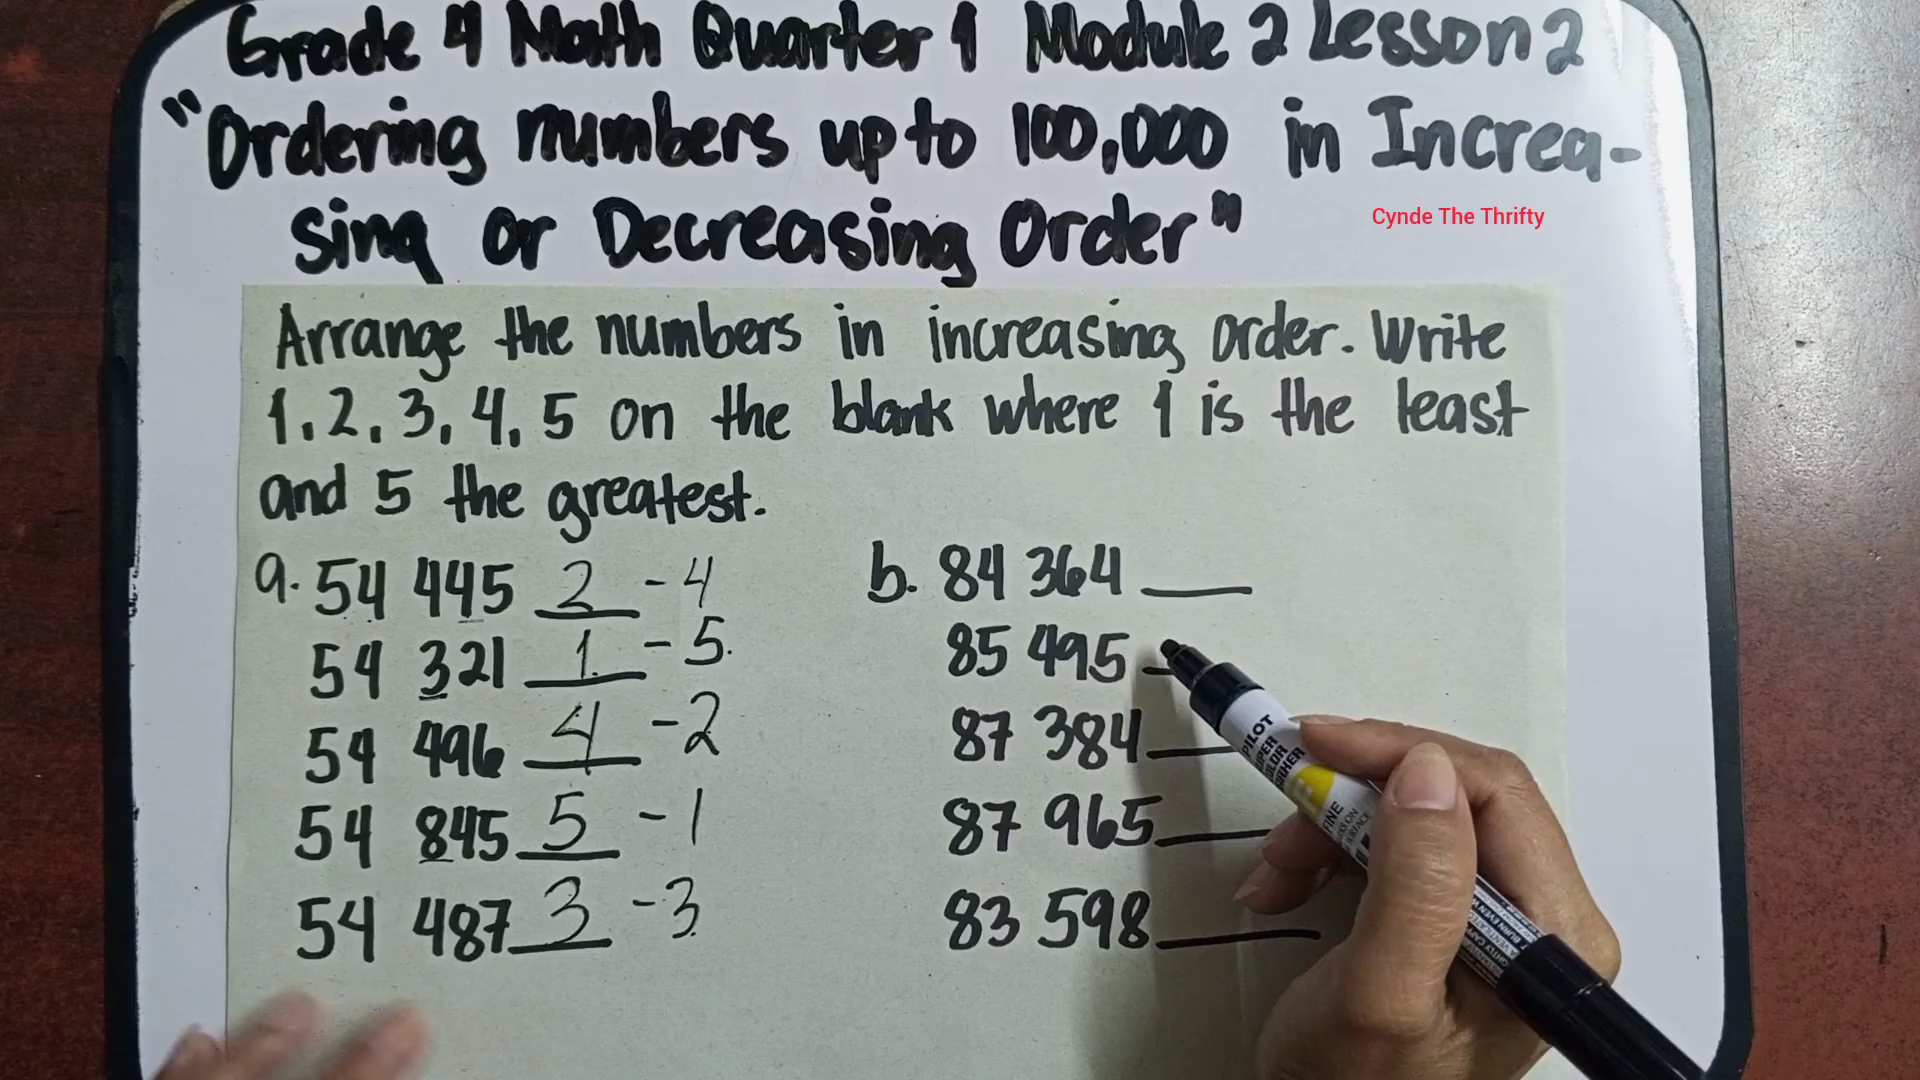 Grade 4 Math Quarter 1 Module 2 Lesson 2
"Ordering numbers up to 100,000 in Increa-
sing or Decreasing Order"
Cynde The Thrifty
Arrange the numbers in increasing order. Write
1, 2, 3, 4, 5 on the blank where 1 is the least
and 5 the greatest.
a. 54 445 2 - 4
54 321 1 - 5
54 496 4 - 2
54 845 5 - 1
54 487 3 - 3
b. 84 364
85 495
87 384
87 965
83 598
PILOT
FINE